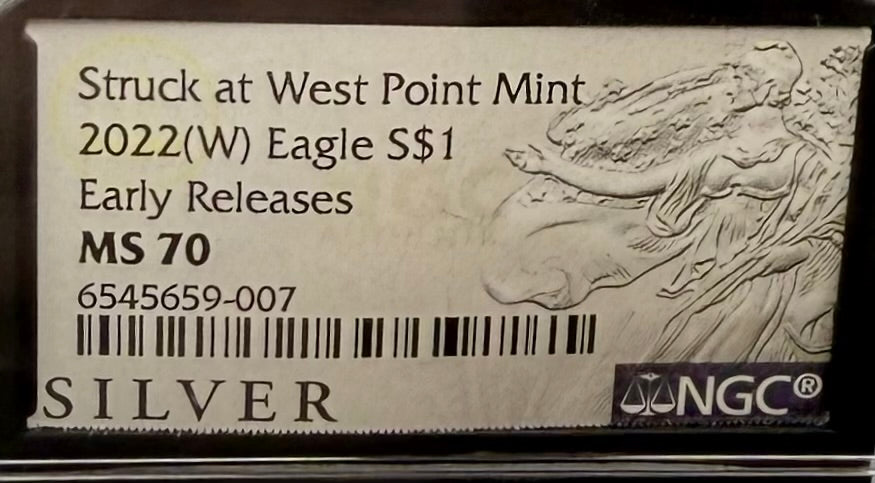 Struck at West Point Mint
2022(W) Eagle S$1
Early Releases
MS 70
6545659-007
SILVER
NGC®